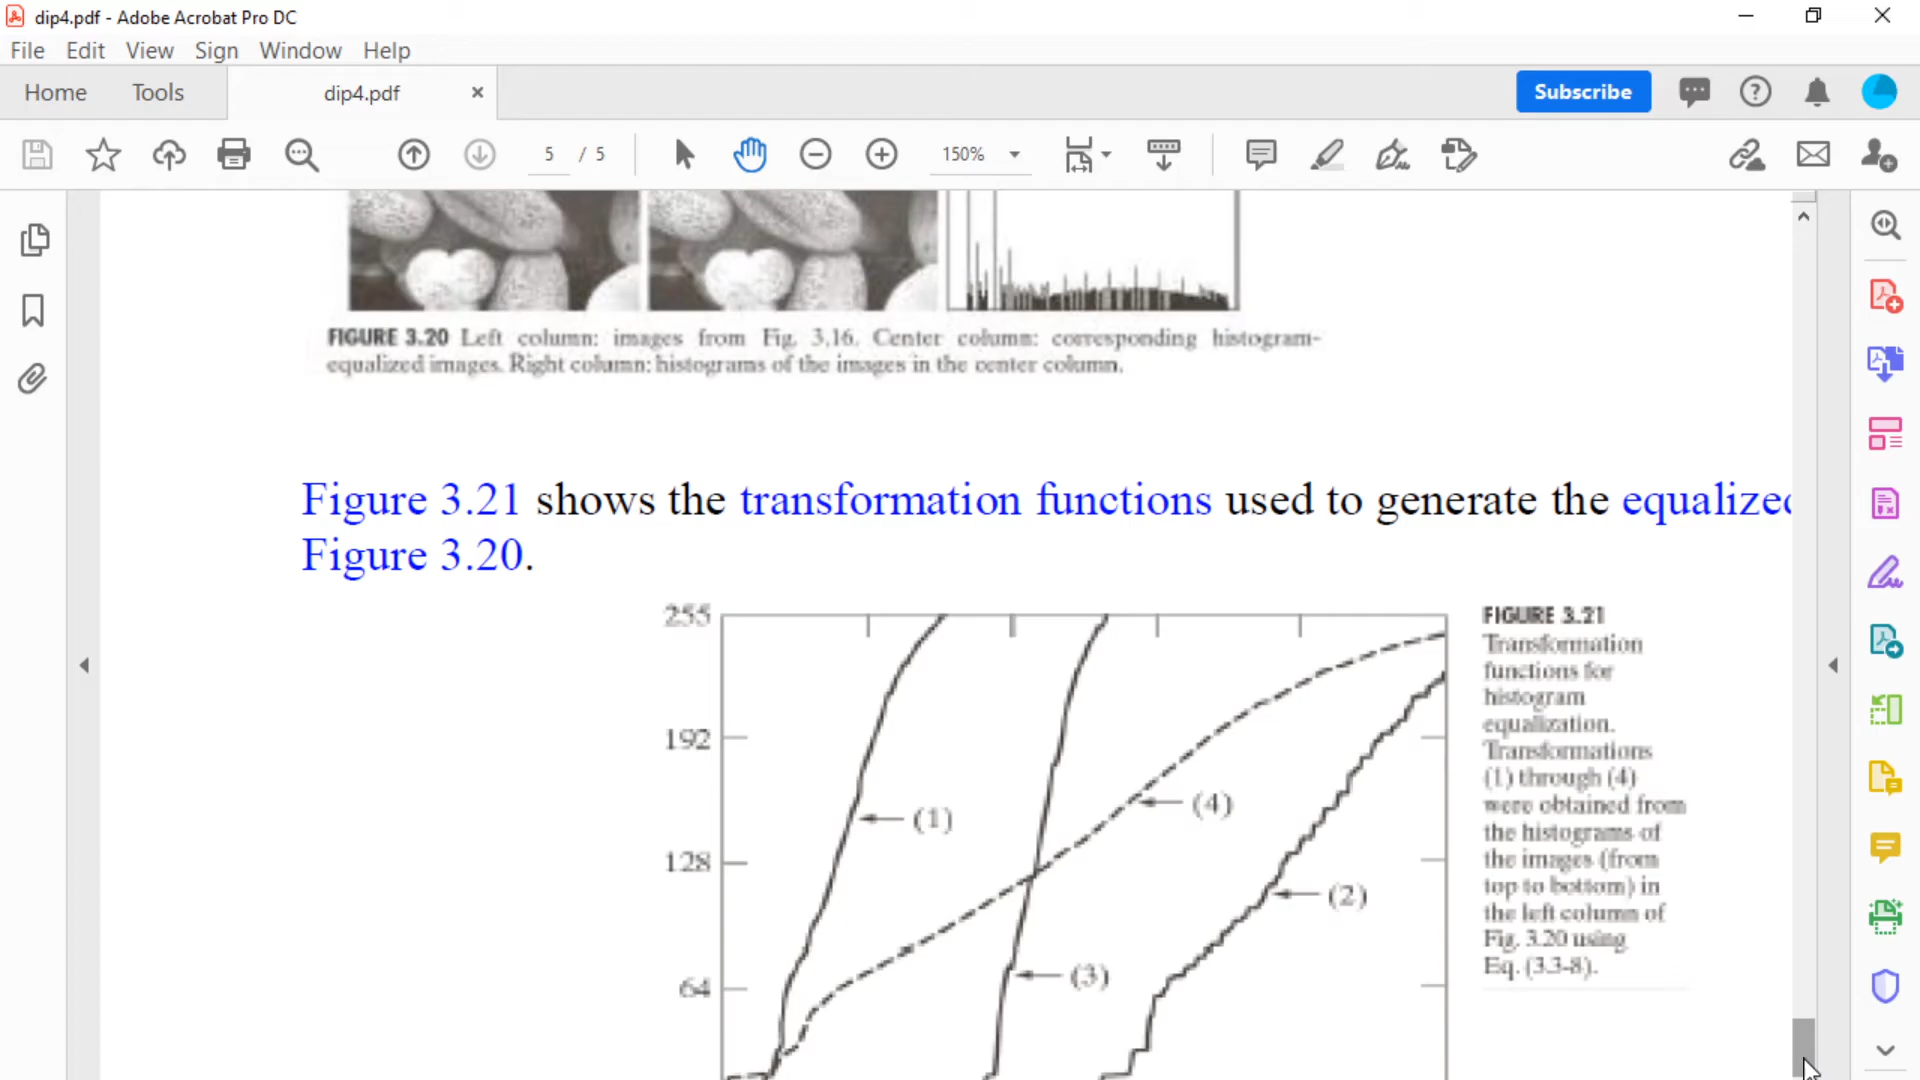 dip4.pdf - Adobe Acrobat Pro DC
File Edit View Sign Window Help
Home Tools dip4.pdf Subscribe
5 / 5 150%
FIGURE 3.20 Left column: images from Fig. 3.16. Center column: corresponding histogram-
equalized images. Right column: histograms of the images in the center column.
Figure 3.21 shows the transformation functions used to generate the equalized
Figure 3.20.
255
192
128
64
(1)
(4)
(2)
(3)
FIGURE 3.21
Transformation
functions for
histogram
equalization.
Transformations
(1) through (4)
were obtained from
the histograms of
the images (from
top to bottom) in
the left column of
Fig. 3.20 using
Eq. (3.3-8).